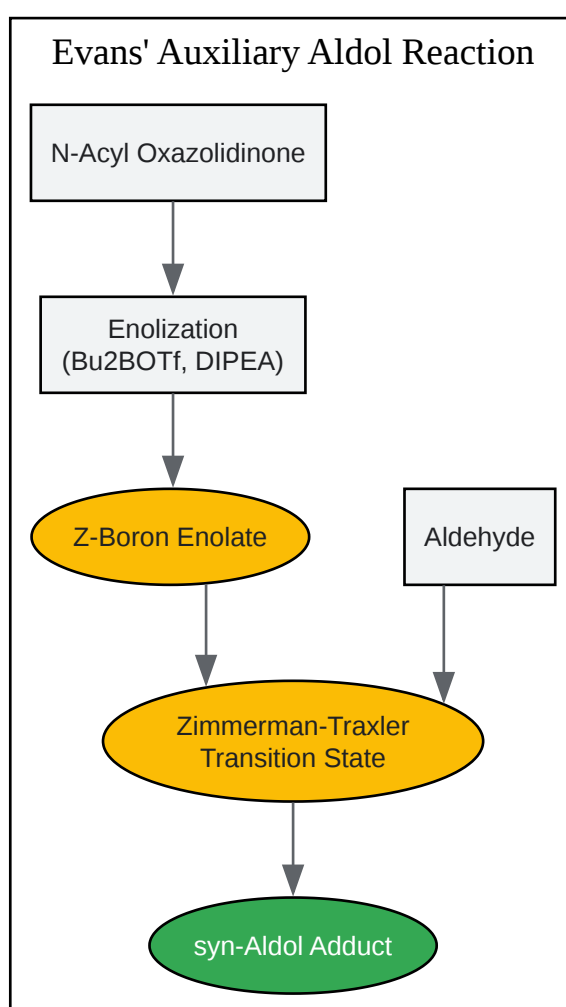 Evans' Auxiliary Aldol Reaction
N-Acyl Oxazolidinone
Enolization
(Bu2BOTf, DIPEA)
Z-Boron Enolate
Aldehyde
Zimmerman-Traxler
Transition State
syn-Aldol Adduct